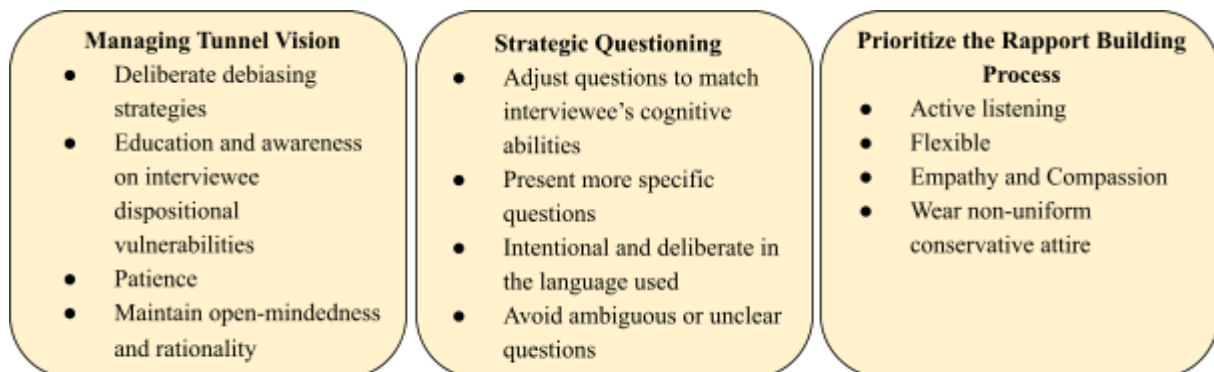 Managing Tunnel Vision
● Deliberate debiasing
strategies
● Education and awareness
on interviewee
dispositional
vulnerabilities
● Patience
● Maintain open-mindedness
and rationality
Strategic Questioning
● Adjust questions to match
interviewee's cognitive
abilities
● Present more specific
questions
● Intentional and deliberate in
the language used
● Avoid ambiguous or unclear
questions
Prioritize the Rapport Building
Process
● Active listening
● Flexible
● Empathy and Compassion
● Wear non-uniform
conservative attire